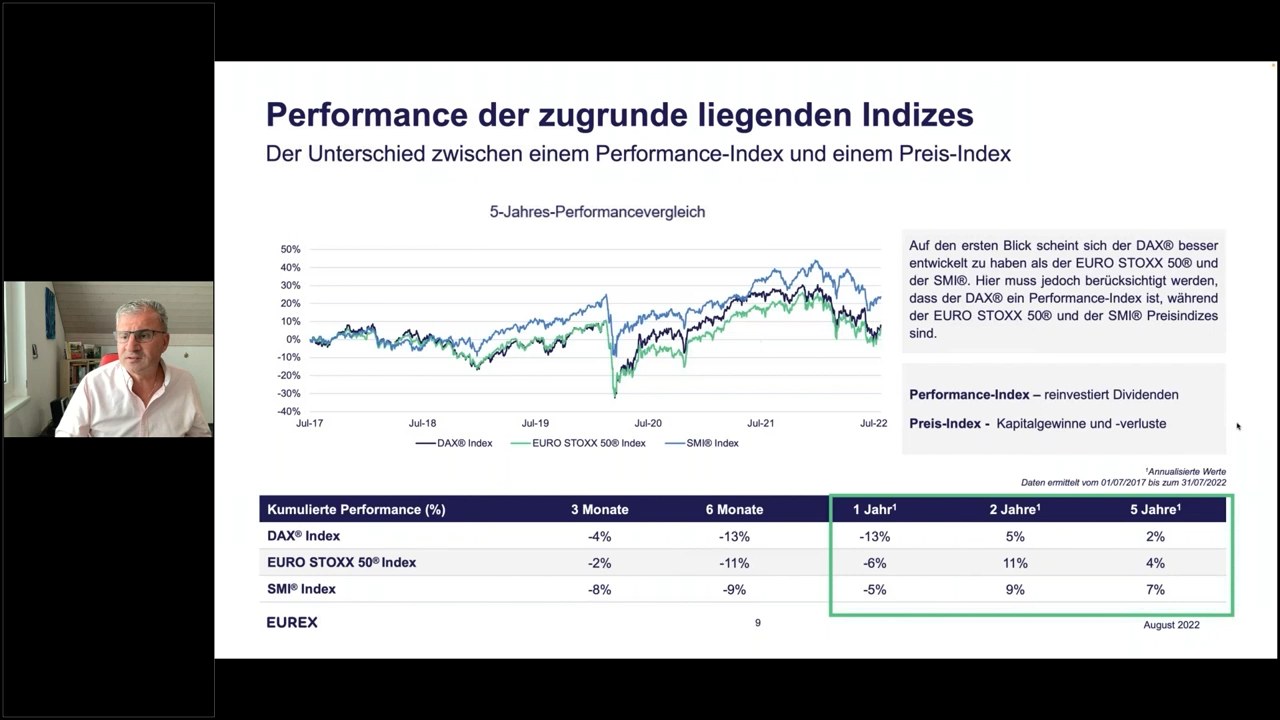 Performance der zugrunde liegenden Indizes
Der Unterschied zwischen einem Performance-Index und einem Preis-Index
5-Jahres-Performancevergleich
50%
40%
30%
20%
10%
0%
-10%
-20%
-30%
-40%
Jul-17 Jul-18 Jul-19 Jul-20 Jul-21 Jul-22
DAX® Index EURO STOXX 50® Index SMI® Index
Auf den ersten Blick scheint sich der DAX® besser
entwickelt zu haben als der EURO STOXX 50® und
der SMI®. Hier muss jedoch berücksichtigt werden,
dass der DAX® ein Performance-Index ist, während
der EURO STOXX 50® und der SMI® Preisindizes
sind.
Performance-Index – reinvestiert Dividenden
Preis-Index - Kapitalgewinne und -verluste
¹Annualisierte Werte
Daten ermittelt vom 01/07/2017 bis zum 31/07/2022
Kumulierte Performance (%) 3 Monate 6 Monate 1 Jahr¹ 2 Jahre¹ 5 Jahre¹
DAX® Index -4% -13% -13% 5% 2%
EURO STOXX 50® Index -2% -11% -6% 11% 4%
SMI® Index -8% -9% -5% 9% 7%
EUREX 9 August 2022